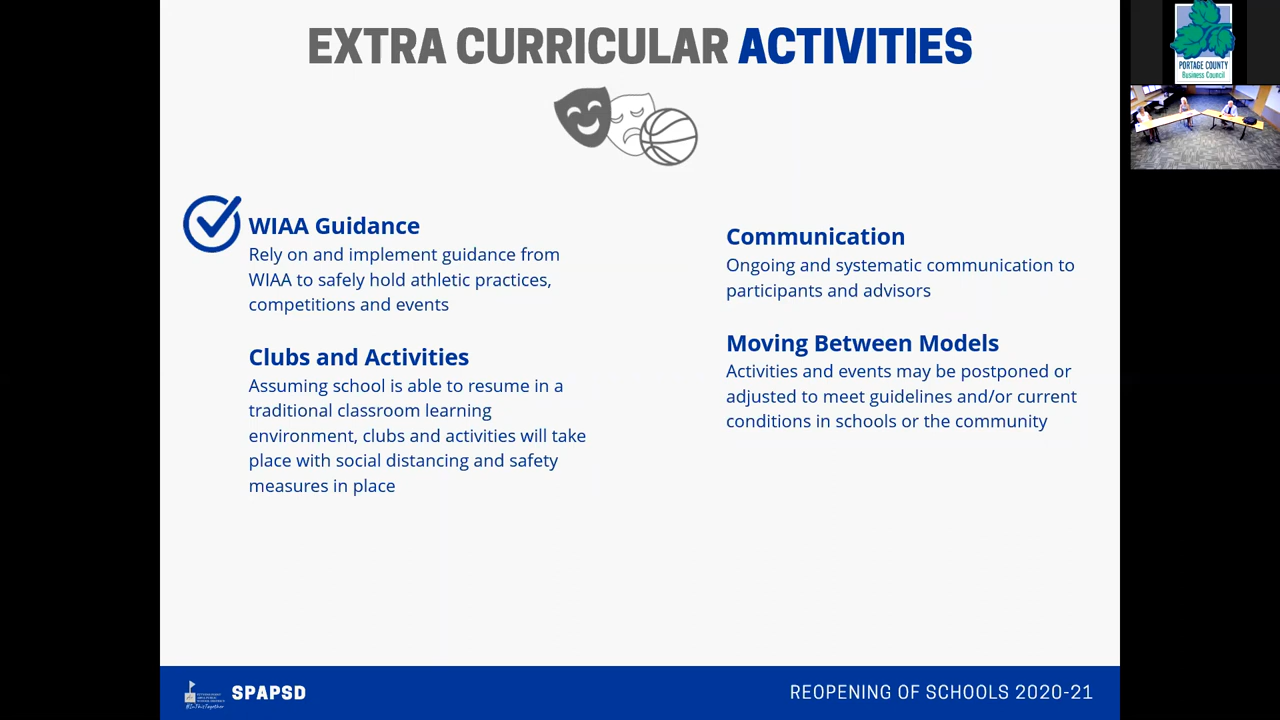 EXTRA CURRICULAR ACTIVITIES
WIAA Guidance
Rely on and implement guidance from
WIAA to safely hold athletic practices,
competitions and events
Clubs and Activities
Assuming school is able to resume in a
traditional classroom learning
environment, clubs and activities will take
place with social distancing and safety
measures in place
Communication
Ongoing and systematic communication to
participants and advisors
Moving Between Models
Activities and events may be postponed or
adjusted to meet guidelines and/or current
conditions in schools or the community
PORTAGE COUNTY
Business Council
#InThisTogether
SPAPSD
REOPENING OF SCHOOLS 2020-21